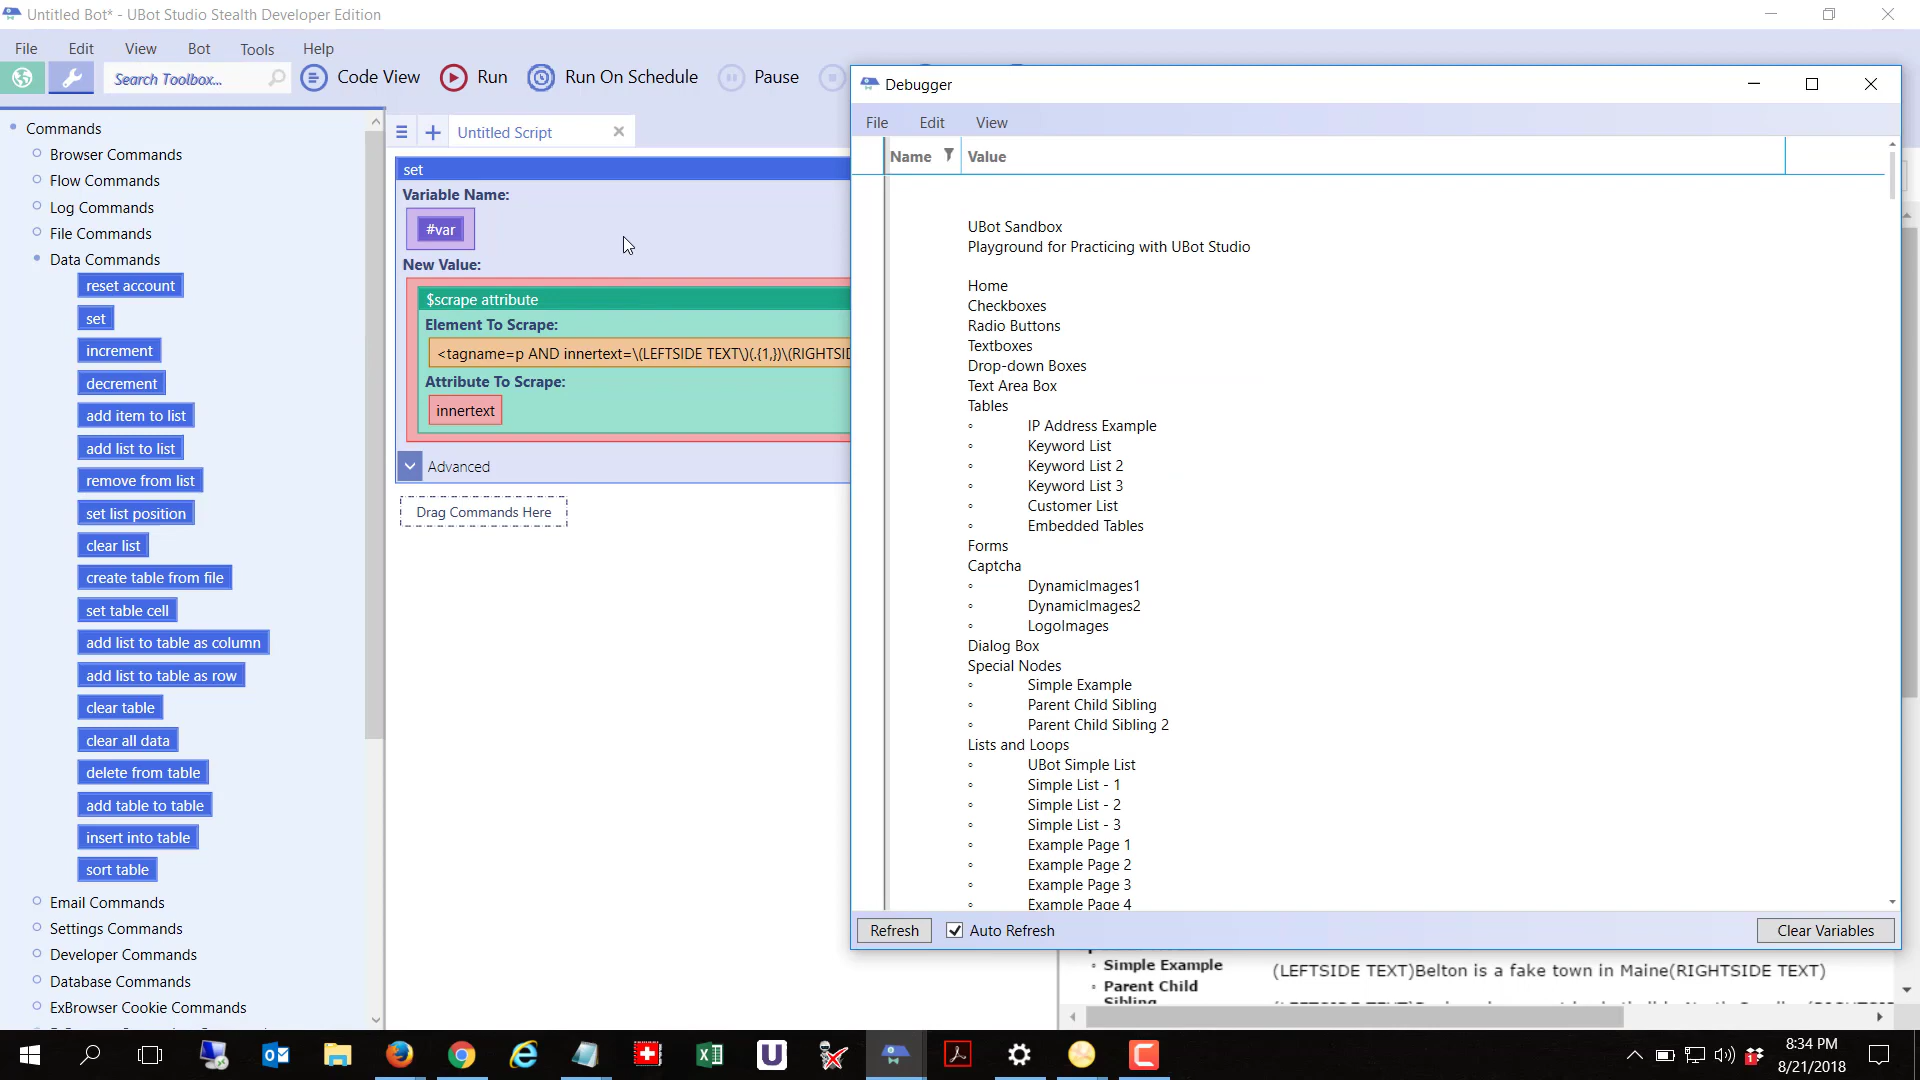 Untitled Bot* - UBot Studio Stealth Developer Edition
File Edit View Bot Tools Help
Search Toolbox... Code View Run Run On Schedule Pause
Commands
Browser Commands
Flow Commands
Log Commands
File Commands
Data Commands
reset account
set
increment
decrement
add item to list
add list to list
remove from list
set list position
clear list
create table from file
set table cell
add list to table as column
add list to table as row
clear table
clear all data
delete from table
add table to table
insert into table
sort table
Email Commands
Settings Commands
Developer Commands
Database Commands
ExBrowser Cookie Commands
Untitled Script
set
Variable Name:
#var
New Value:
$scrape attribute
Element To Scrape:
<tagname=p AND innertext=\(LEFTSIDE TEXT\)(.{1,})\(RIGHTSID
Attribute To Scrape:
innertext
Advanced
Drag Commands Here
Debugger
File Edit View
Name Value
UBot Sandbox
Playground for Practicing with UBot Studio
Home
Checkboxes
Radio Buttons
Textboxes
Drop-down Boxes
Text Area Box
Tables
◦ IP Address Example
◦ Keyword List
◦ Keyword List 2
◦ Keyword List 3
◦ Customer List
◦ Embedded Tables
Forms
Captcha
◦ DynamicImages1
◦ DynamicImages2
◦ LogoImages
Dialog Box
Special Nodes
◦ Simple Example
◦ Parent Child Sibling
◦ Parent Child Sibling 2
Lists and Loops
◦ UBot Simple List
◦ Simple List - 1
◦ Simple List - 2
◦ Simple List - 3
◦ Example Page 1
◦ Example Page 2
◦ Example Page 3
◦ Example Page 4
Refresh Auto Refresh Clear Variables
◦ Simple Example
◦ Parent Child
Sibling
(LEFTSIDE TEXT)Belton is a fake town in Maine(RIGHTSIDE TEXT)
8:34 PM
8/21/2018